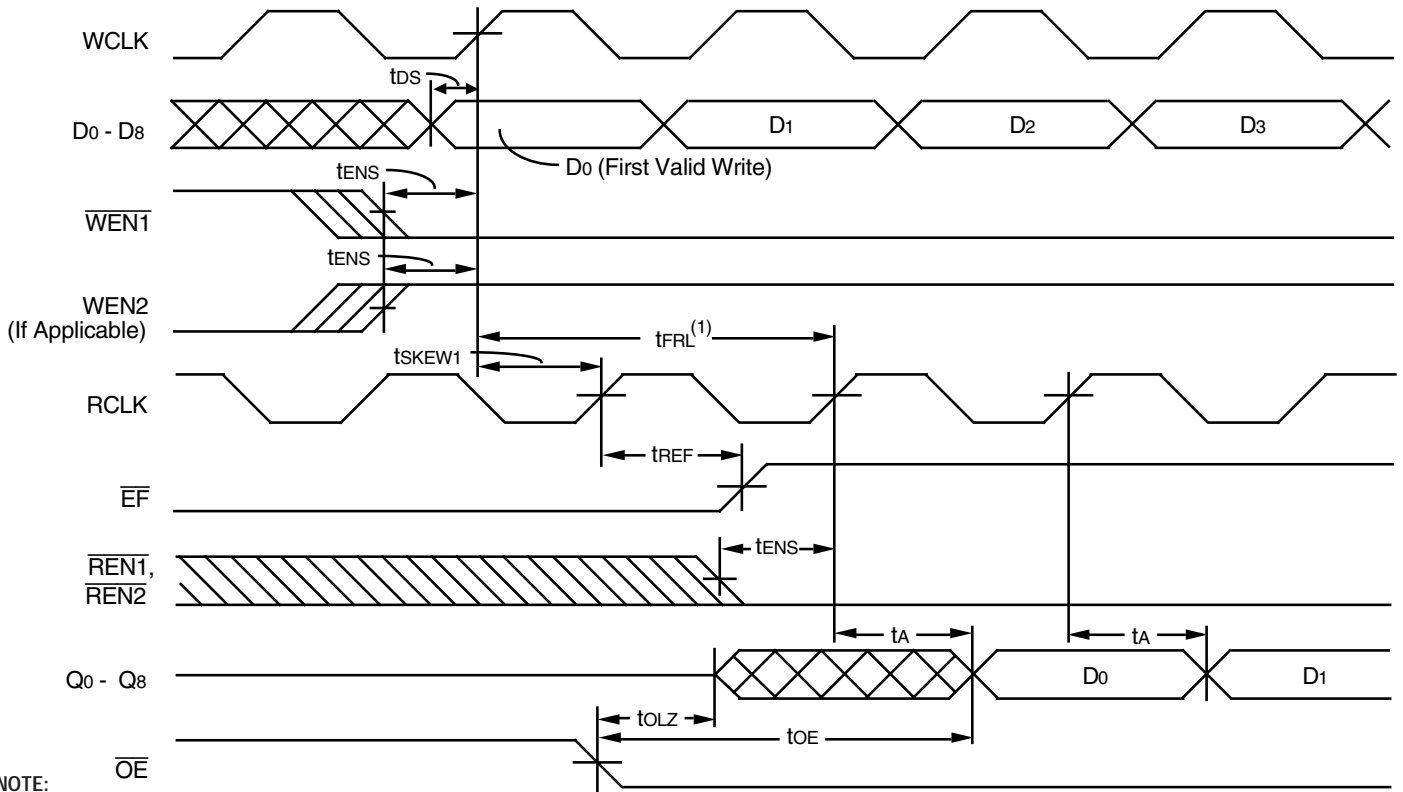 WCLK
tDS
D0 - D8
D1
D2
D3
D0 (First Valid Write)
tENS
WEN1
tENS
WEN2
(If Applicable)
tFRL(1)
tSKEW1
RCLK
tREF
EF
tENS
REN1,
REN2
tA
tA
Q0 - Q8
D0
D1
tOLZ
tOE
OE
NOTE: